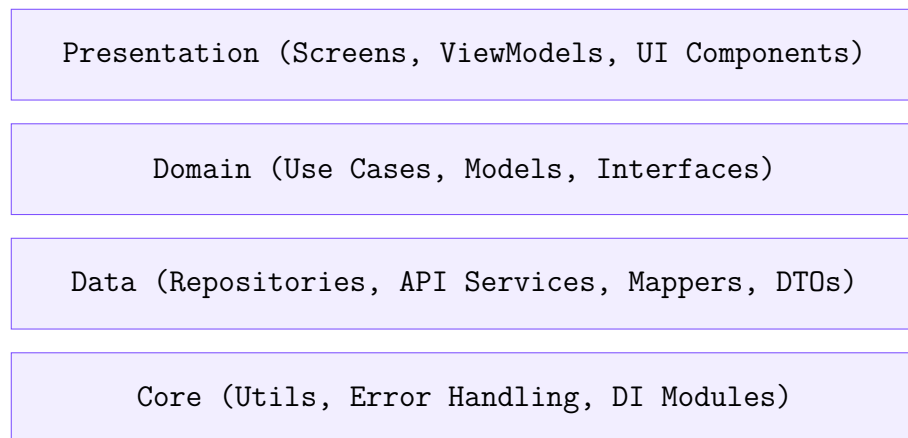 Presentation (Screens, ViewModels, UI Components)
Domain (Use Cases, Models, Interfaces)
Data (Repositories, API Services, Mappers, DTOs)
Core (Utils, Error Handling, DI Modules)